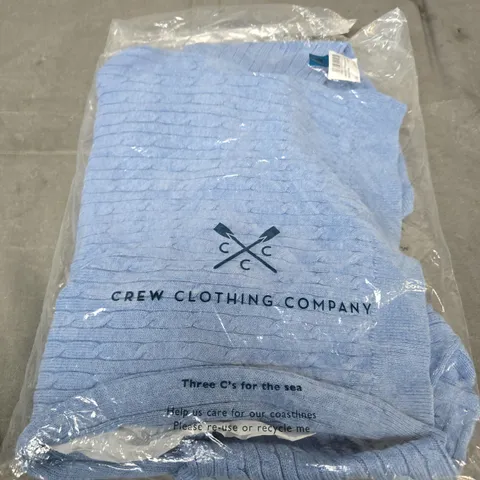 C C
C
CREW CLOTHING COMPANY
Three C's for the sea
Help us care for our coastlines
Please re-use or recycle me